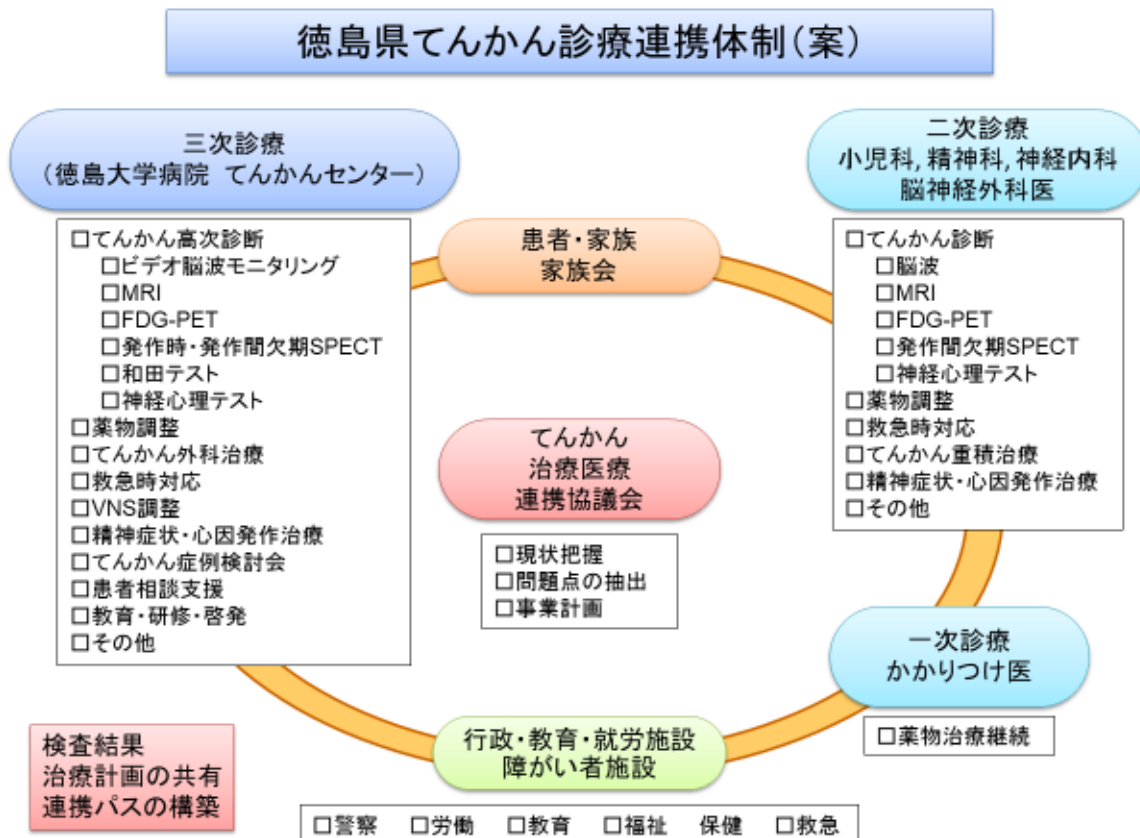 徳島県てんかん診療連携体制(案)
三次診療
(徳島大学病院 てんかんセンター)
□てんかん高次診断
□ビデオ脳波モニタリング
□MRI
□FDG-PET
□発作時・発作間欠期SPECT
□和田テスト
□神経心理テスト
□薬物調整
□てんかん外科治療
□救急時対応
□VNS調整
□精神症状・心因発作治療
□てんかん症例検討会
□患者相談支援
□教育・研修・啓発
□その他
患者・家族
家族会
二次診療
小児科, 精神科, 神経内科
脳神経外科医
□てんかん診断
□脳波
□MRI
□FDG-PET
□発作間欠期SPECT
□神経心理テスト
□薬物調整
□救急時対応
□てんかん重積治療
□精神症状・心因発作治療
□その他
てんかん
治療医療
連携協議会
□現状把握
□問題点の抽出
□事業計画
一次診療
かかりつけ医
□薬物治療継続
行政・教育・就労施設
障がい者施設
□警察 □労働 □教育 □福祉 保健 □救急
検査結果
治療計画の共有
連携パスの構築